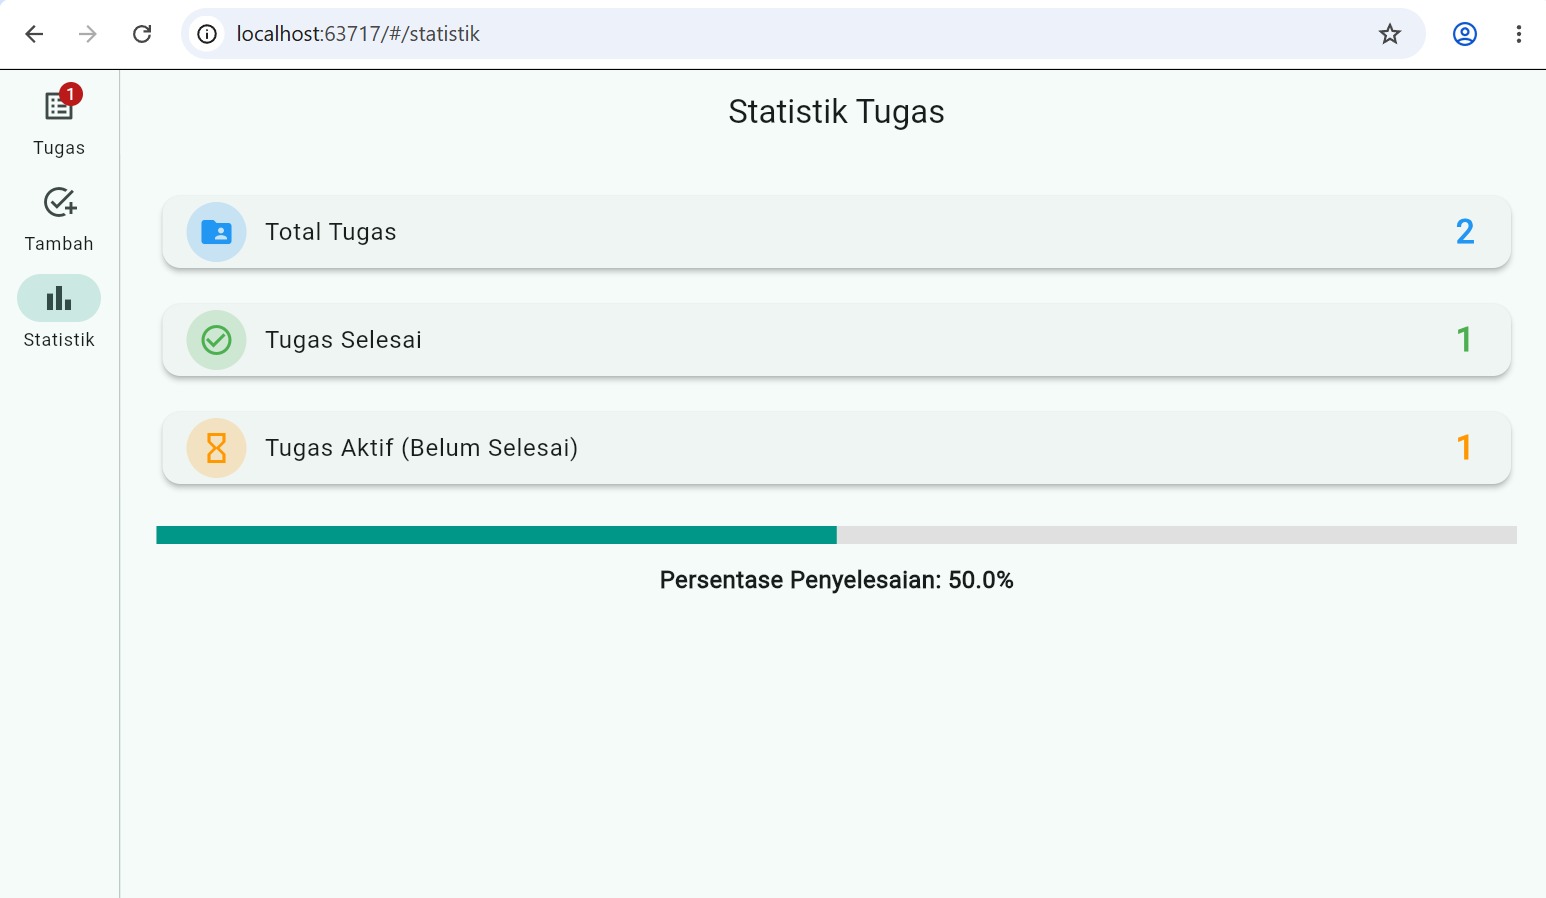 localhost:63717/#/statistik
1
Tugas
Tambah
Statistik
Statistik Tugas
Total Tugas 2
Tugas Selesai 1
Tugas Aktif (Belum Selesai) 1
Persentase Penyelesaian: 50.0%